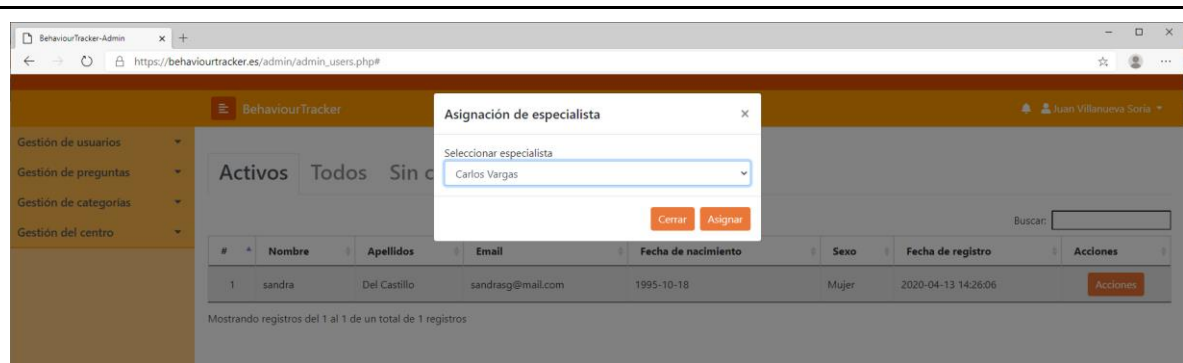 BehaviourTracker-Admin
https://behaviourtracker.es/admin/admin_users.php#
BehaviourTracker
Juan Villanueva Soria
Asignación de especialista
Seleccionar especialista
Carlos Vargas
Cerrar Asignar
Gestión de usuarios
Gestión de preguntas
Gestión de categorías
Gestión del centro
Activos Todos Sin c
Buscar:
# Nombre Apellidos Email Fecha de nacimiento Sexo Fecha de registro Acciones
1 sandra Del Castillo sandrasg@mail.com 1995-10-18 Mujer 2020-04-13 14:26:06 Acciones
Mostrando registros del 1 al 1 de un total de 1 registros